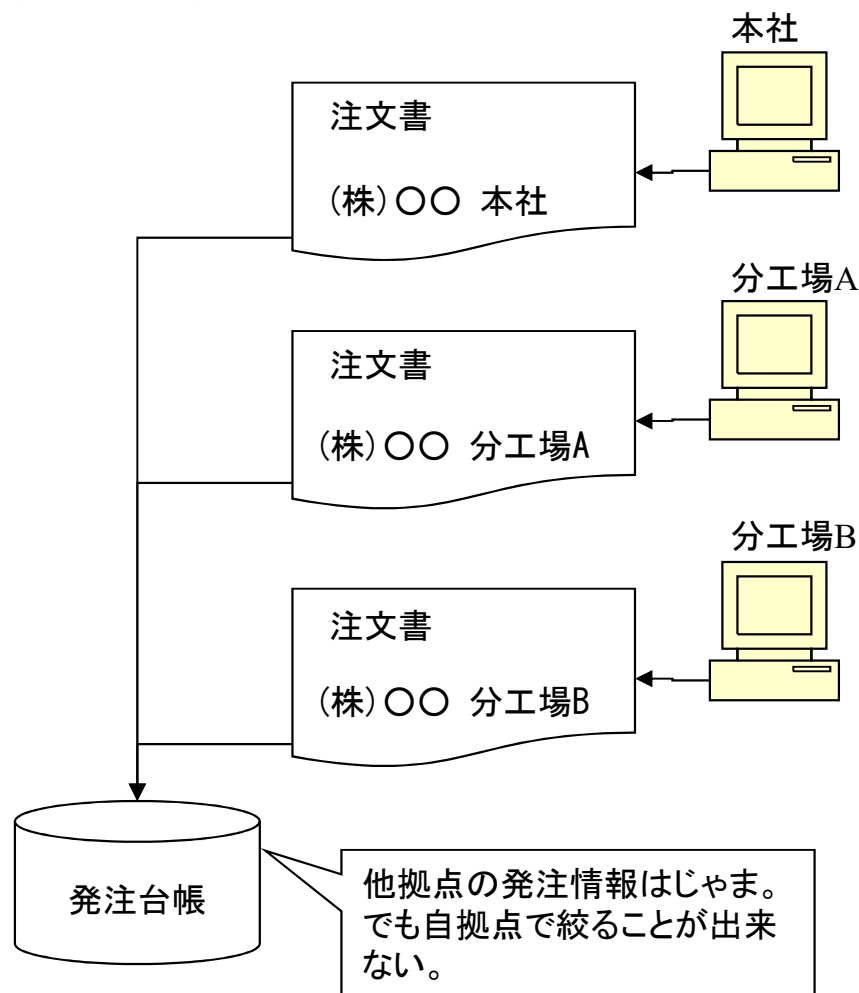 本社
注文書
(株)〇〇 本社
分工場A
注文書
(株)〇〇 分工場A
分工場B
注文書
(株)〇〇 分工場B
発注台帳
他拠点の発注情報はじゃま。
でも自拠点で絞ることが出来
ない。